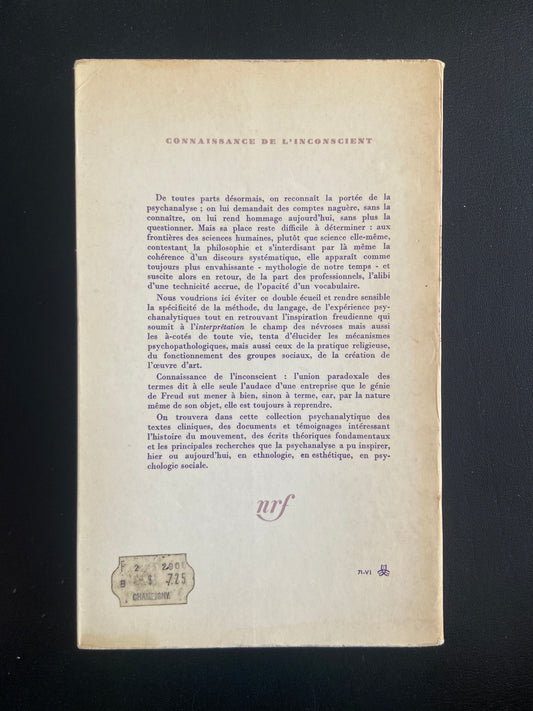 CONNAISSANCE DE L'INCONSCIENT
De toutes parts désormais, on reconnaît la portée de la
psychanalyse ; on lui demandait des comptes naguère, sans la
connaître, on lui rend hommage aujourd'hui, sans plus la
questionner. Mais sa place reste difficile à déterminer : aux
frontières des sciences humaines, plutôt que science elle-même,
contestant la philosophie et s'interdisant par là même la
cohérence d'un discours systématique, elle apparaît comme
toujours plus envahissante - mythologie de notre temps - et
suscite alors en retour, de la part des professionnels, l'alibi
d'une technicité accrue, de l'opacité d'un vocabulaire.
Nous voudrions ici éviter ce double écueil et rendre sensible
la spécificité de la méthode, du langage, de l'expérience psy-
chanalytiques tout en retrouvant l'inspiration freudienne qui
soumit à l'interprétation le champ des névroses mais aussi
les à-cotés de toute vie, tenta d'élucider les mécanismes
psychopathologiques, mais aussi ceux de la pratique religieuse,
du fonctionnement des groupes sociaux, de la création de
l'œuvre d'art.
Connaissance de l'inconscient : l'union paradoxale des
termes dit à elle seule l'audace d'une entreprise que le génie
de Freud sut mener à bien, sinon à terme, car, par la nature
même de son objet, elle est toujours à reprendre.
On trouvera dans cette collection psychanalytique des
textes cliniques, des documents et témoignages intéressant
l'histoire du mouvement, des écrits théoriques fondamentaux
et les principales recherches que la psychanalyse a pu inspirer,
hier ou aujourd'hui, en ethnologie, en esthétique, en psy-
chologie sociale.
nrf
71-VI
$ 7.25
CHAMPIGNY